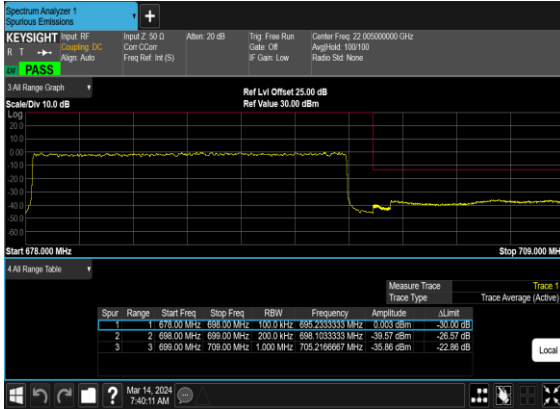 Spectrum Analyzer 1
Spurious Emissions
KEYSIGHT
R T
Input: RF
Coupling: DC
Align: Auto
Input Z: 50 Ω
Corr CCorr
Freq Ref: Int (S)
Atten: 20 dB
Trig: Free Run
Gate: Off
IF Gain: Low
Center Freq: 22.005000000 GHz
Avg|Hold: 100/100
Radio Std: None
PASS
3 All Range Graph
Scale/Div 10.0 dB
Ref Lvl Offset 25.00 dB
Ref Value 30.00 dBm
Log
20.0
10.0
0.00
-10.0
-20.0
-30.0
-40.0
-50.0
-60.0
Start 678.000 MHz
Stop 709.000 MH
4 All Range Table
Measure Trace Trace 1
Trace Type Trace Average (Active)
Spur Range Start Freq Stop Freq RBW Frequency Amplitude ΔLimit
1 1 678.00 MHz 698.00 MHz 100.0 kHz 695.2333333 MHz 0.003 dBm -30.00 dB
2 2 698.00 MHz 699.00 MHz 200.0 kHz 698.1033333 MHz -39.57 dBm -26.57 dB
3 3 699.00 MHz 709.00 MHz 1.000 MHz 705.2166667 MHz -35.86 dBm -22.86 dB
Local
?
Mar 14, 2024
7:40:11 AM